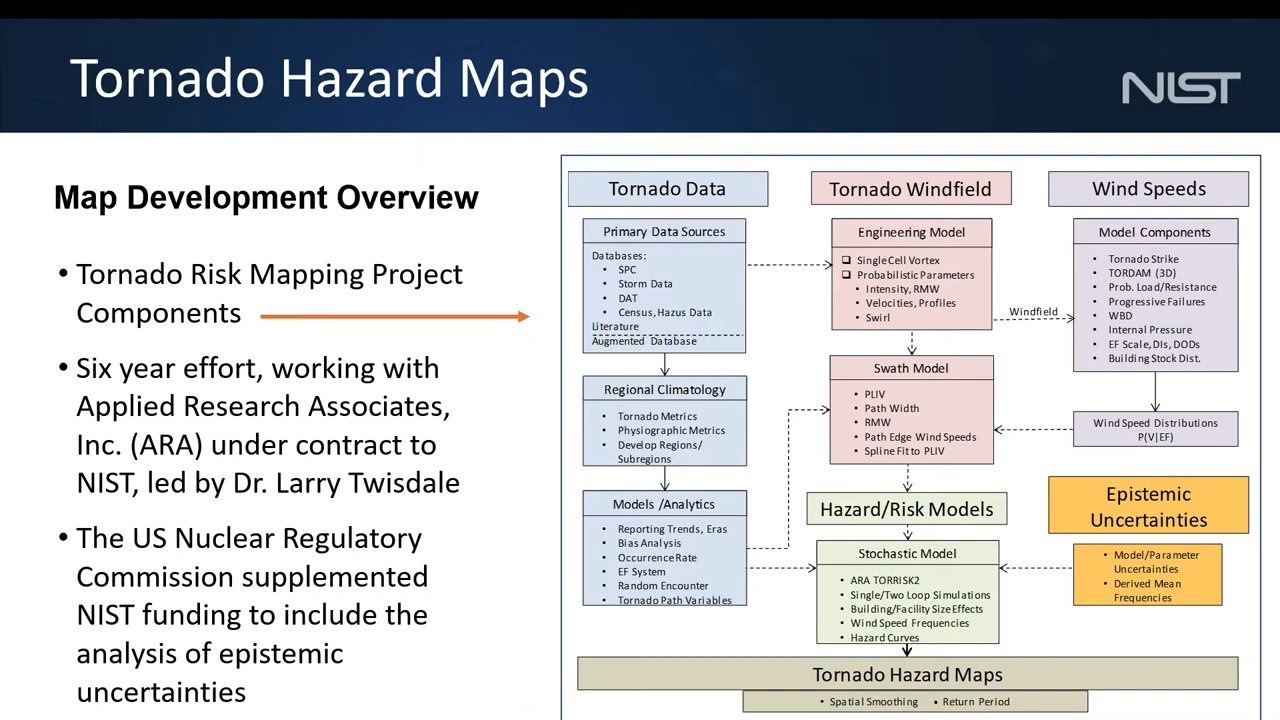 Tornado Hazard Maps
NIST
Map Development Overview
• Tornado Risk Mapping Project
Components
• Six year effort, working with
Applied Research Associates,
Inc. (ARA) under contract to
NIST, led by Dr. Larry Twisdale
• The US Nuclear Regulatory
Commission supplemented
NIST funding to include the
analysis of epistemic
uncertainties
Tornado Data
Primary Data Sources
Databases:
• SPC
• Storm Data
• DAT
• Census, Hazus Data
Literature
Augmented Database
Regional Climatology
• Tornado Metrics
• Physiographic Metrics
• Develop Regions/
Subregions
Models /Analytics
• Reporting Trends, Eras
• Bias Analysis
• Occurrence Rate
• EF System
• Random Encounter
• Tornado Path Variables
Tornado Windfield
Engineering Model
❑ Single Cell Vortex
❑ Probabilistic Parameters
• Intensity, RMW
• Velocities, Profiles
• Swirl
Windfield
Swath Model
• PLIV
• Path Width
• RMW
• Path Edge Wind Speeds
• Spline Fit to PLIV
Hazard/Risk Models
Stochastic Model
• ARA TORRISK2
• Single/Two Loop Simulations
• Building/Facility Size Effects
• Wind Speed Frequencies
• Hazard Curves
Wind Speeds
Model Components
• Tornado Strike
• TORDAM (3D)
• Prob. Load/Resistance
• Progressive Failures
• WBD
• Internal Pressure
• EF Scale, DIs, DODs
• Building Stock Dist.
Wind Speed Distributions
P(V|EF)
Epistemic
Uncertainties
• Model/Parameter
Uncertainties
• Derived Mean
Frequencies
Tornado Hazard Maps
• Spatial Smoothing • Return Period